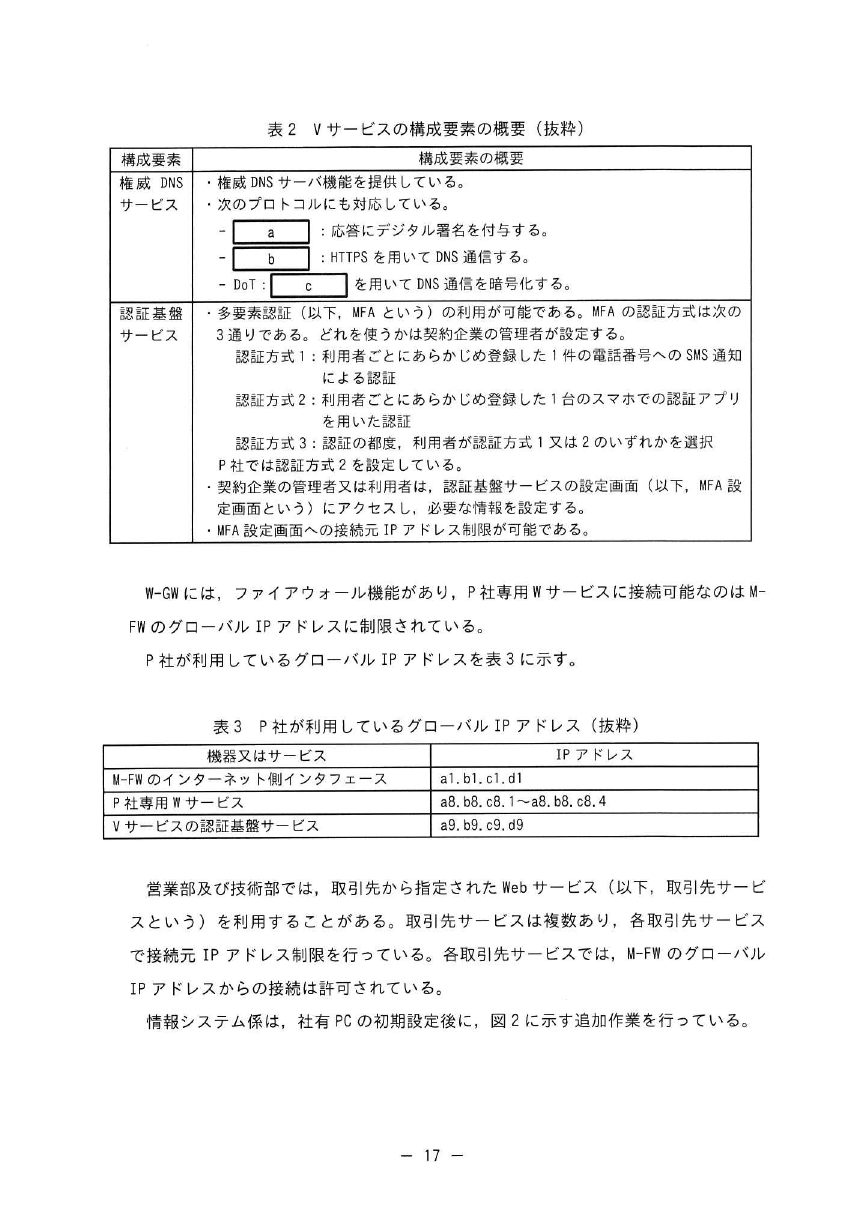 表2 Vサービスの構成要素の概要（抜粋）
構成要素 構成要素の概要
権威 DNS サービス
・権威 DNS サーバ機能を提供している。
・次のプロトコルにも対応している。
- a ：応答にデジタル署名を付与する。
- b ：HTTPS を用いて DNS 通信する。
- DoT： c を用いて DNS 通信を暗号化する。
認証基盤サービス
・多要素認証（以下，MFA という）の利用が可能である。MFA の認証方式は次の
3通りである。どれを使うかは契約企業の管理者が設定する。
認証方式1：利用者ごとにあらかじめ登録した1件の電話番号への SMS 通知
による認証
認証方式2：利用者ごとにあらかじめ登録した1台のスマホでの認証アプリ
を用いた認証
認証方式3：認証の都度，利用者が認証方式1又は2のいずれかを選択
P社では認証方式2を設定している。
・契約企業の管理者又は利用者は，認証基盤サービスの設定画面（以下，MFA 設
定画面という）にアクセスし，必要な情報を設定する。
・MFA 設定画面への接続元 IP アドレス制限が可能である。
W-GW には，ファイアウォール機能があり，P社専用Wサービスに接続可能なのは M-
FW のグローバル IP アドレスに制限されている。
P社が利用しているグローバル IP アドレスを表3に示す。
表3 P社が利用しているグローバル IP アドレス（抜粋）
機器又はサービス IP アドレス
M-FW のインターネット側インタフェース a1.b1.c1.d1
P社専用Wサービス a8.b8.c8.1～a8.b8.c8.4
Vサービスの認証基盤サービス a9.b9.c9.d9
営業部及び技術部では，取引先から指定された Web サービス（以下，取引先サービ
スという）を利用することがある。取引先サービスは複数あり，各取引先サービス
で接続元 IP アドレス制限を行っている。各取引先サービスでは，M-FW のグローバル
IP アドレスからの接続は許可されている。
情報システム係は，社有 PC の初期設定後に，図2に示す追加作業を行っている。
－ 17 －